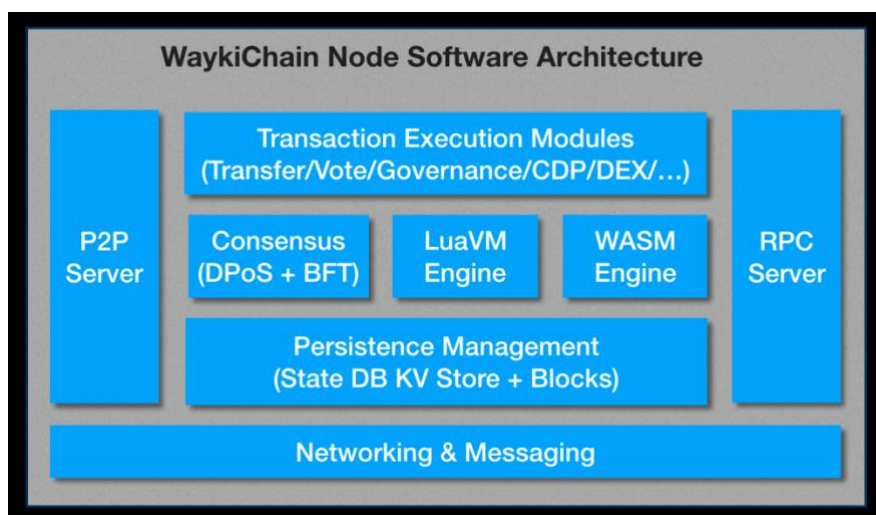 WaykiChain Node Software Architecture
Transaction Execution Modules
(Transfer/Vote/Governance/CDP/DEX/…)
P2P
Server
Consensus
(DPoS + BFT)
LuaVM
Engine
WASM
Engine
RPC
Server
Persistence Management
(State DB KV Store + Blocks)
Networking & Messaging